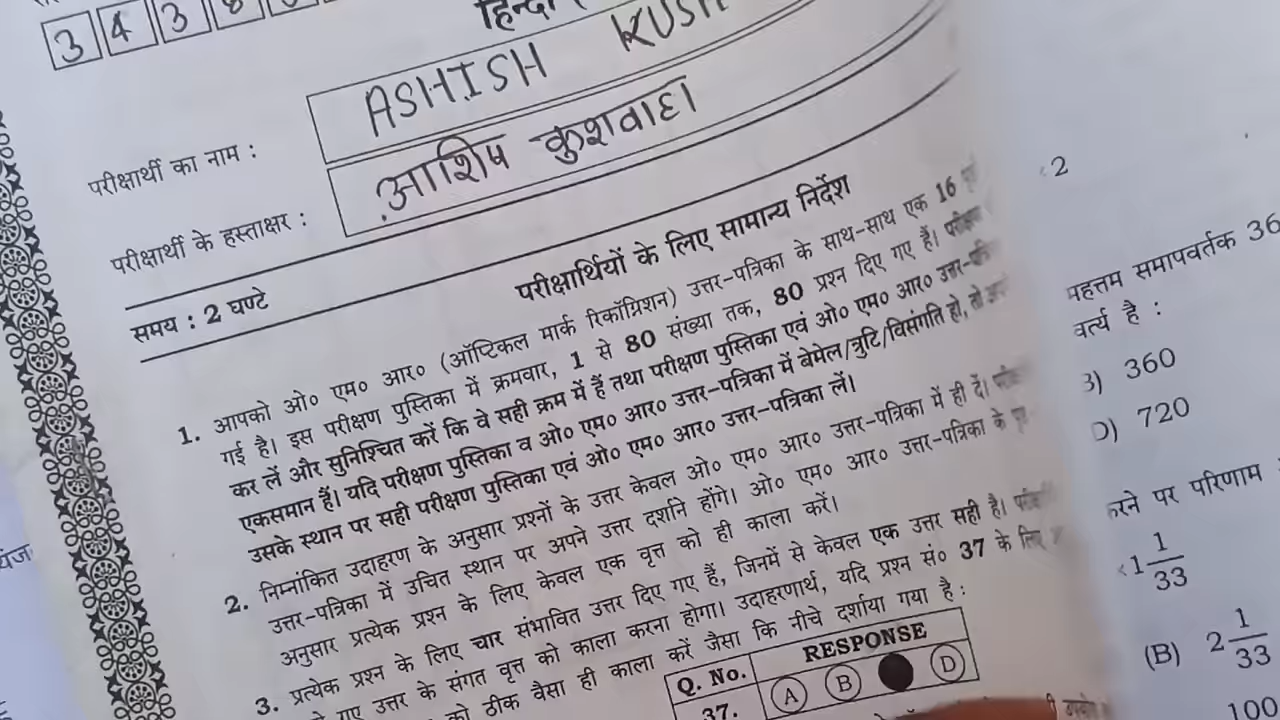 3 4 3 8
हिन्दी
ASHISH KUSH
परीक्षार्थी का नाम :
आशिष कुशवाहा
परीक्षार्थी के हस्ताक्षर :
समय : 2 घण्टे
परीक्षार्थियों के लिए सामान्य निर्देश
1. आपको ओ० एम० आर० (ऑप्टिकल मार्क रिकॉग्निशन) उत्तर-पत्रिका के साथ-साथ एक 16
गई है। इस परीक्षण पुस्तिका में क्रमवार, 1 से 80 संख्या तक, 80 प्रश्न दिए गए हैं। परीक्षण
कर लें और सुनिश्चित करें कि वे सही क्रम में हैं तथा परीक्षण पुस्तिका एवं ओ० एम० आर० उत्तर-
एकसमान हैं। यदि परीक्षण पुस्तिका व ओ० एम० आर० उत्तर-पत्रिका में बेमेल/त्रुटि/विसंगति हो, तो
उसके स्थान पर सही परीक्षण पुस्तिका एवं ओ० एम० आर० उत्तर-पत्रिका लें।
2. निम्नांकित उदाहरण के अनुसार प्रश्नों के उत्तर केवल ओ० एम० आर० उत्तर-पत्रिका में ही दें।
उत्तर-पत्रिका में उचित स्थान पर अपने उत्तर दर्शाने होंगे। ओ० एम० आर० उत्तर-पत्रिका के
अनुसार प्रत्येक प्रश्न के लिए केवल एक वृत्त को ही काला करें।
3. प्रत्येक प्रश्न के लिए चार संभावित उत्तर दिए गए हैं, जिनमें से केवल एक उत्तर सही है।
गए उत्तर के संगत वृत्त को काला करना होगा। उदाहरणार्थ, यदि प्रश्न सं० 37 के लिए
को ठीक वैसा ही काला करें जैसा कि नीचे दर्शाया गया है :
Q. No. RESPONSE
37. A B D
2
महत्तम समापवर्तक 36
वर्त्य है :
3) 360
D) 720
करने पर परिणाम
1 1/33
(B) 2 1/33
100